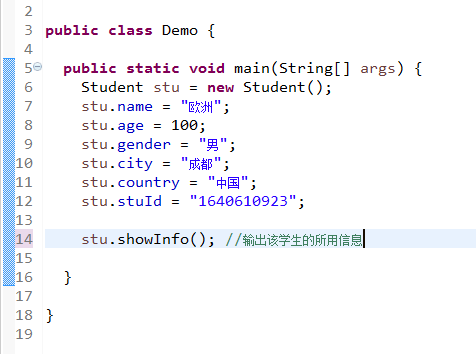 2
3 public class Demo {
4
5 public static void main(String[] args) {
6 Student stu = new Student();
7 stu.name = "欧洲";
8 stu.age = 100;
9 stu.gender = "男";
10 stu.city = "成都";
11 stu.country = "中国";
12 stu.stuId = "1640610923";
13
14 stu.showInfo(); //输出该学生的所用信息
15
16 }
17
18 }
19